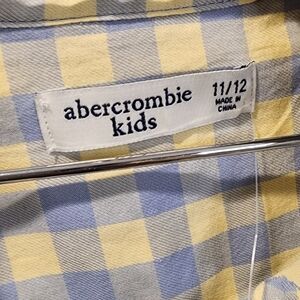 abercrombie
kids
11/12
MADE IN
CHINA